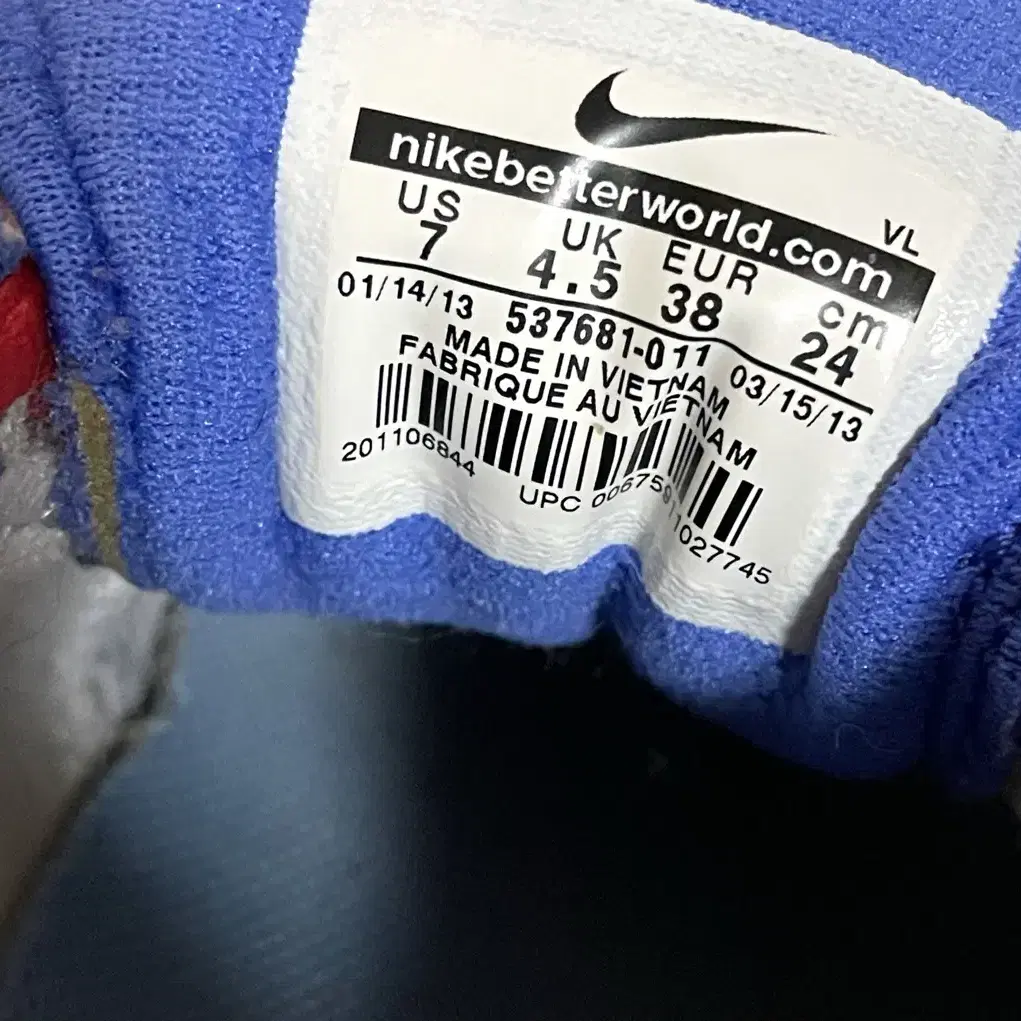 nikebetterworld.com
VL
US UK EUR cm
7 4.5 38 24
01/14/13 537681-011 03/15/13
MADE IN VIETNAM
FABRIQUE AU VIETNAM
201106844
UPC 00675911027745